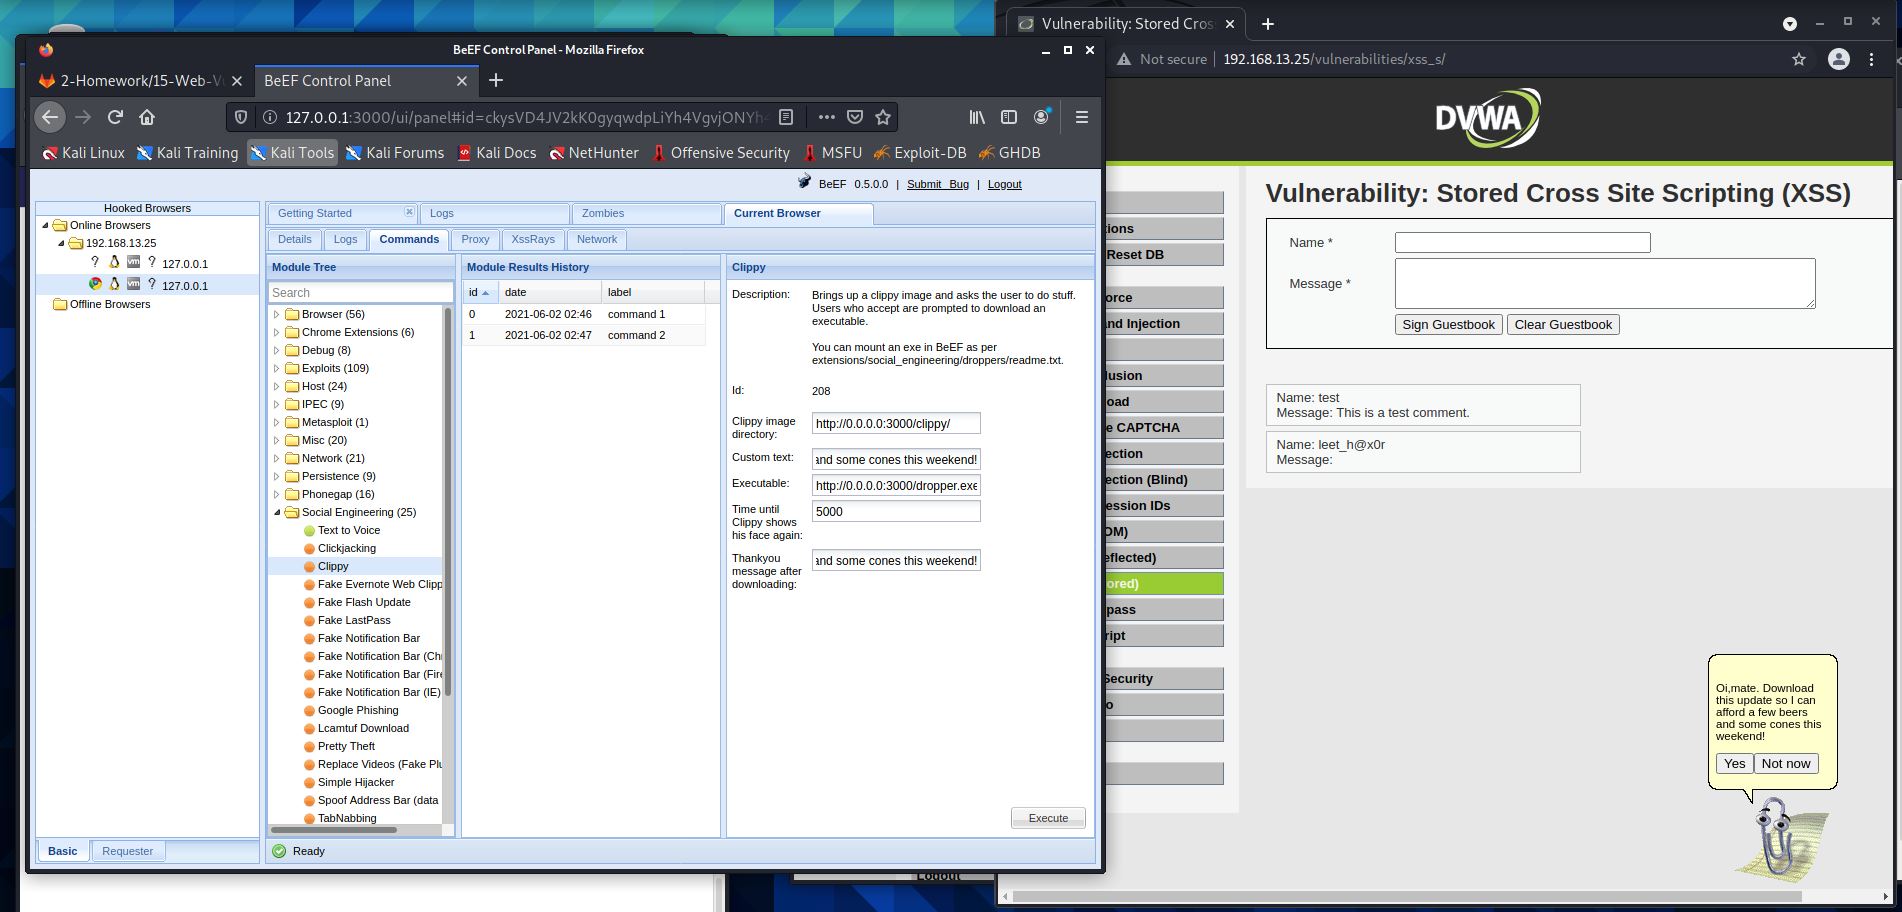 BeEF Control Panel - Mozilla Firefox
2-Homework/15-Web-Vu
BeEF Control Panel
127.0.0.1:3000/ui/panel#id=ckysVD4JV2kK0gyqwdpLiYh4VgvjONYh4
Kali Linux
Kali Training
Kali Tools
Kali Forums
Kali Docs
NetHunter
Offensive Security
MSFU
Exploit-DB
GHDB
BeEF 0.5.0.0 | Submit Bug | Logout
Hooked Browsers
Online Browsers
192.168.13.25
? vm ? 127.0.0.1
vm ? 127.0.0.1
Offline Browsers
Basic
Requester
Getting Started
Logs
Zombies
Current Browser
Details
Logs
Commands
Proxy
XssRays
Network
Module Tree
Search
Browser (56)
Chrome Extensions (6)
Debug (8)
Exploits (109)
Host (24)
IPEC (9)
Metasploit (1)
Misc (20)
Network (21)
Persistence (9)
Phonegap (16)
Social Engineering (25)
Text to Voice
Clickjacking
Clippy
Fake Evernote Web Clipp
Fake Flash Update
Fake LastPass
Fake Notification Bar
Fake Notification Bar (Chr
Fake Notification Bar (Fire
Fake Notification Bar (IE)
Google Phishing
Lcamtuf Download
Pretty Theft
Replace Videos (Fake Plu
Simple Hijacker
Spoof Address Bar (data
TabNabbing
Module Results History
id date label
0 2021-06-02 02:46 command 1
1 2021-06-02 02:47 command 2
Clippy
Description:
Brings up a clippy image and asks the user to do stuff.
Users who accept are prompted to download an
executable.
You can mount an exe in BeEF as per
extensions/social_engineering/droppers/readme.txt.
Id: 208
Clippy image
directory:
http://0.0.0.0:3000/clippy/
Custom text: and some cones this weekend!
Executable: http://0.0.0.0:3000/dropper.exe
Time until
Clippy shows
his face again:
5000
Thankyou
message after
downloading:
and some cones this weekend!
Execute
Ready
Logout
Vulnerability: Stored Cros
Not secure | 192.168.13.25/vulnerabilities/xss_s/
DVWA
tions
Reset DB
orce
nd Injection
lusion
oad
e CAPTCHA
ection
ection (Blind)
ession IDs
OM)
eflected)
ored)
pass
ript
Security
o
Vulnerability: Stored Cross Site Scripting (XSS)
Name *
Message *
Sign Guestbook
Clear Guestbook
Name: test
Message: This is a test comment.
Name: leet_h@x0r
Message:
Oi,mate. Download
this update so I can
afford a few beers
and some cones this
weekend!
Yes
Not now